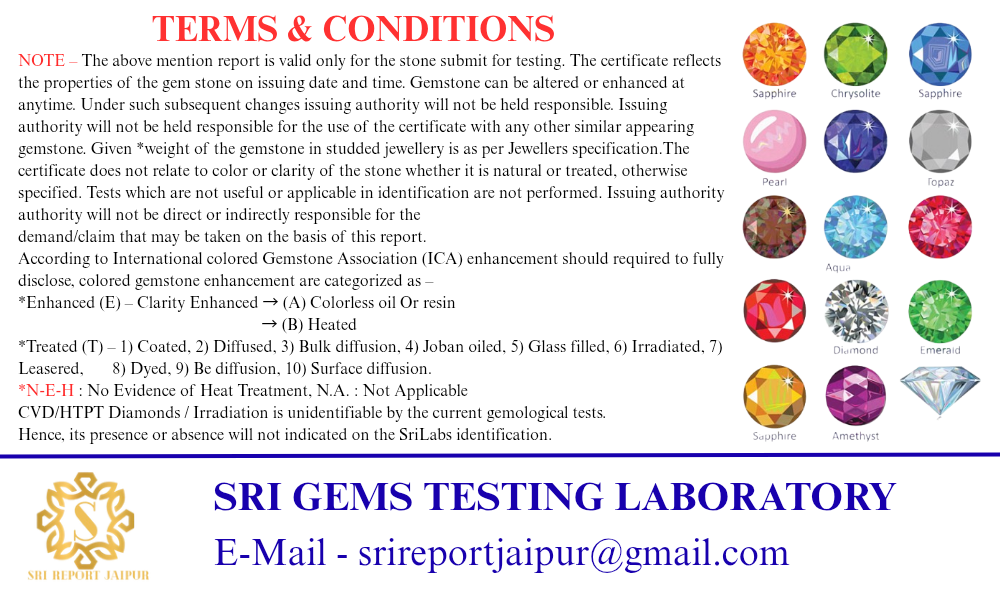 TERMS & CONDITIONS
NOTE – The above mention report is valid only for the stone submit for testing. The certificate reflects
the properties of the gem stone on issuing date and time. Gemstone can be altered or enhanced at
anytime. Under such subsequent changes issuing authority will not be held responsible. Issuing
authority will not be held responsible for the use of the certificate with any other similar appearing
gemstone. Given *weight of the gemstone in studded jewellery is as per Jewellers specification.The
certificate does not relate to color or clarity of the stone whether it is natural or treated, otherwise
specified. Tests which are not useful or applicable in identification are not performed. Issuing authority
authority will not be direct or indirectly responsible for the
demand/claim that may be taken on the basis of this report.
According to International colored Gemstone Association (ICA) enhancement should required to fully
disclose, colored gemstone enhancement are categorized as –
*Enhanced (E) – Clarity Enhanced → (A) Colorless oil Or resin
→ (B) Heated
*Treated (T) – 1) Coated, 2) Diffused, 3) Bulk diffusion, 4) Joban oiled, 5) Glass filled, 6) Irradiated, 7)
Leasered, 8) Dyed, 9) Be diffusion, 10) Surface diffusion.
*N-E-H : No Evidence of Heat Treatment, N.A. : Not Applicable
CVD/HTPT Diamonds / Irradiation is unidentifiable by the current gemological tests.
Hence, its presence or absence will not indicated on the SriLabs identification.
Sapphire Chrysolite Sapphire
Pearl Topaz
Aqua
Diamond Emerald
Sapphire Amethyst
S
SRI REPORT JAIPUR
SRI GEMS TESTING LABORATORY
E-Mail - srireportjaipur@gmail.com